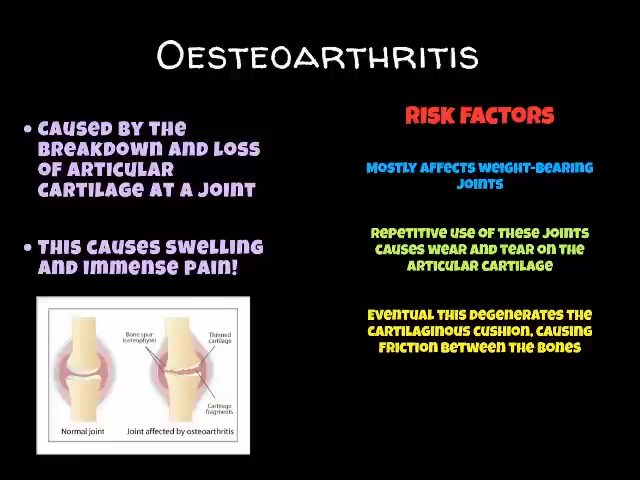 Oesteoarthritis
• Caused by the
breakdown and loss
of articular
cartilage at a joint
• This causes swelling
and immense pain!
Risk Factors
Mostly affects weight-bearing
joints
Repetitive use of these joints
causes wear and tear on the
articular cartilage
Eventual this degenerates the
cartilaginous cushion, causing
friction between the bones
Bone spur
(osteophyte)
Thinned
cartilage
Cartilage
fragments
Normal joint
Joint affected by osteoarthritis